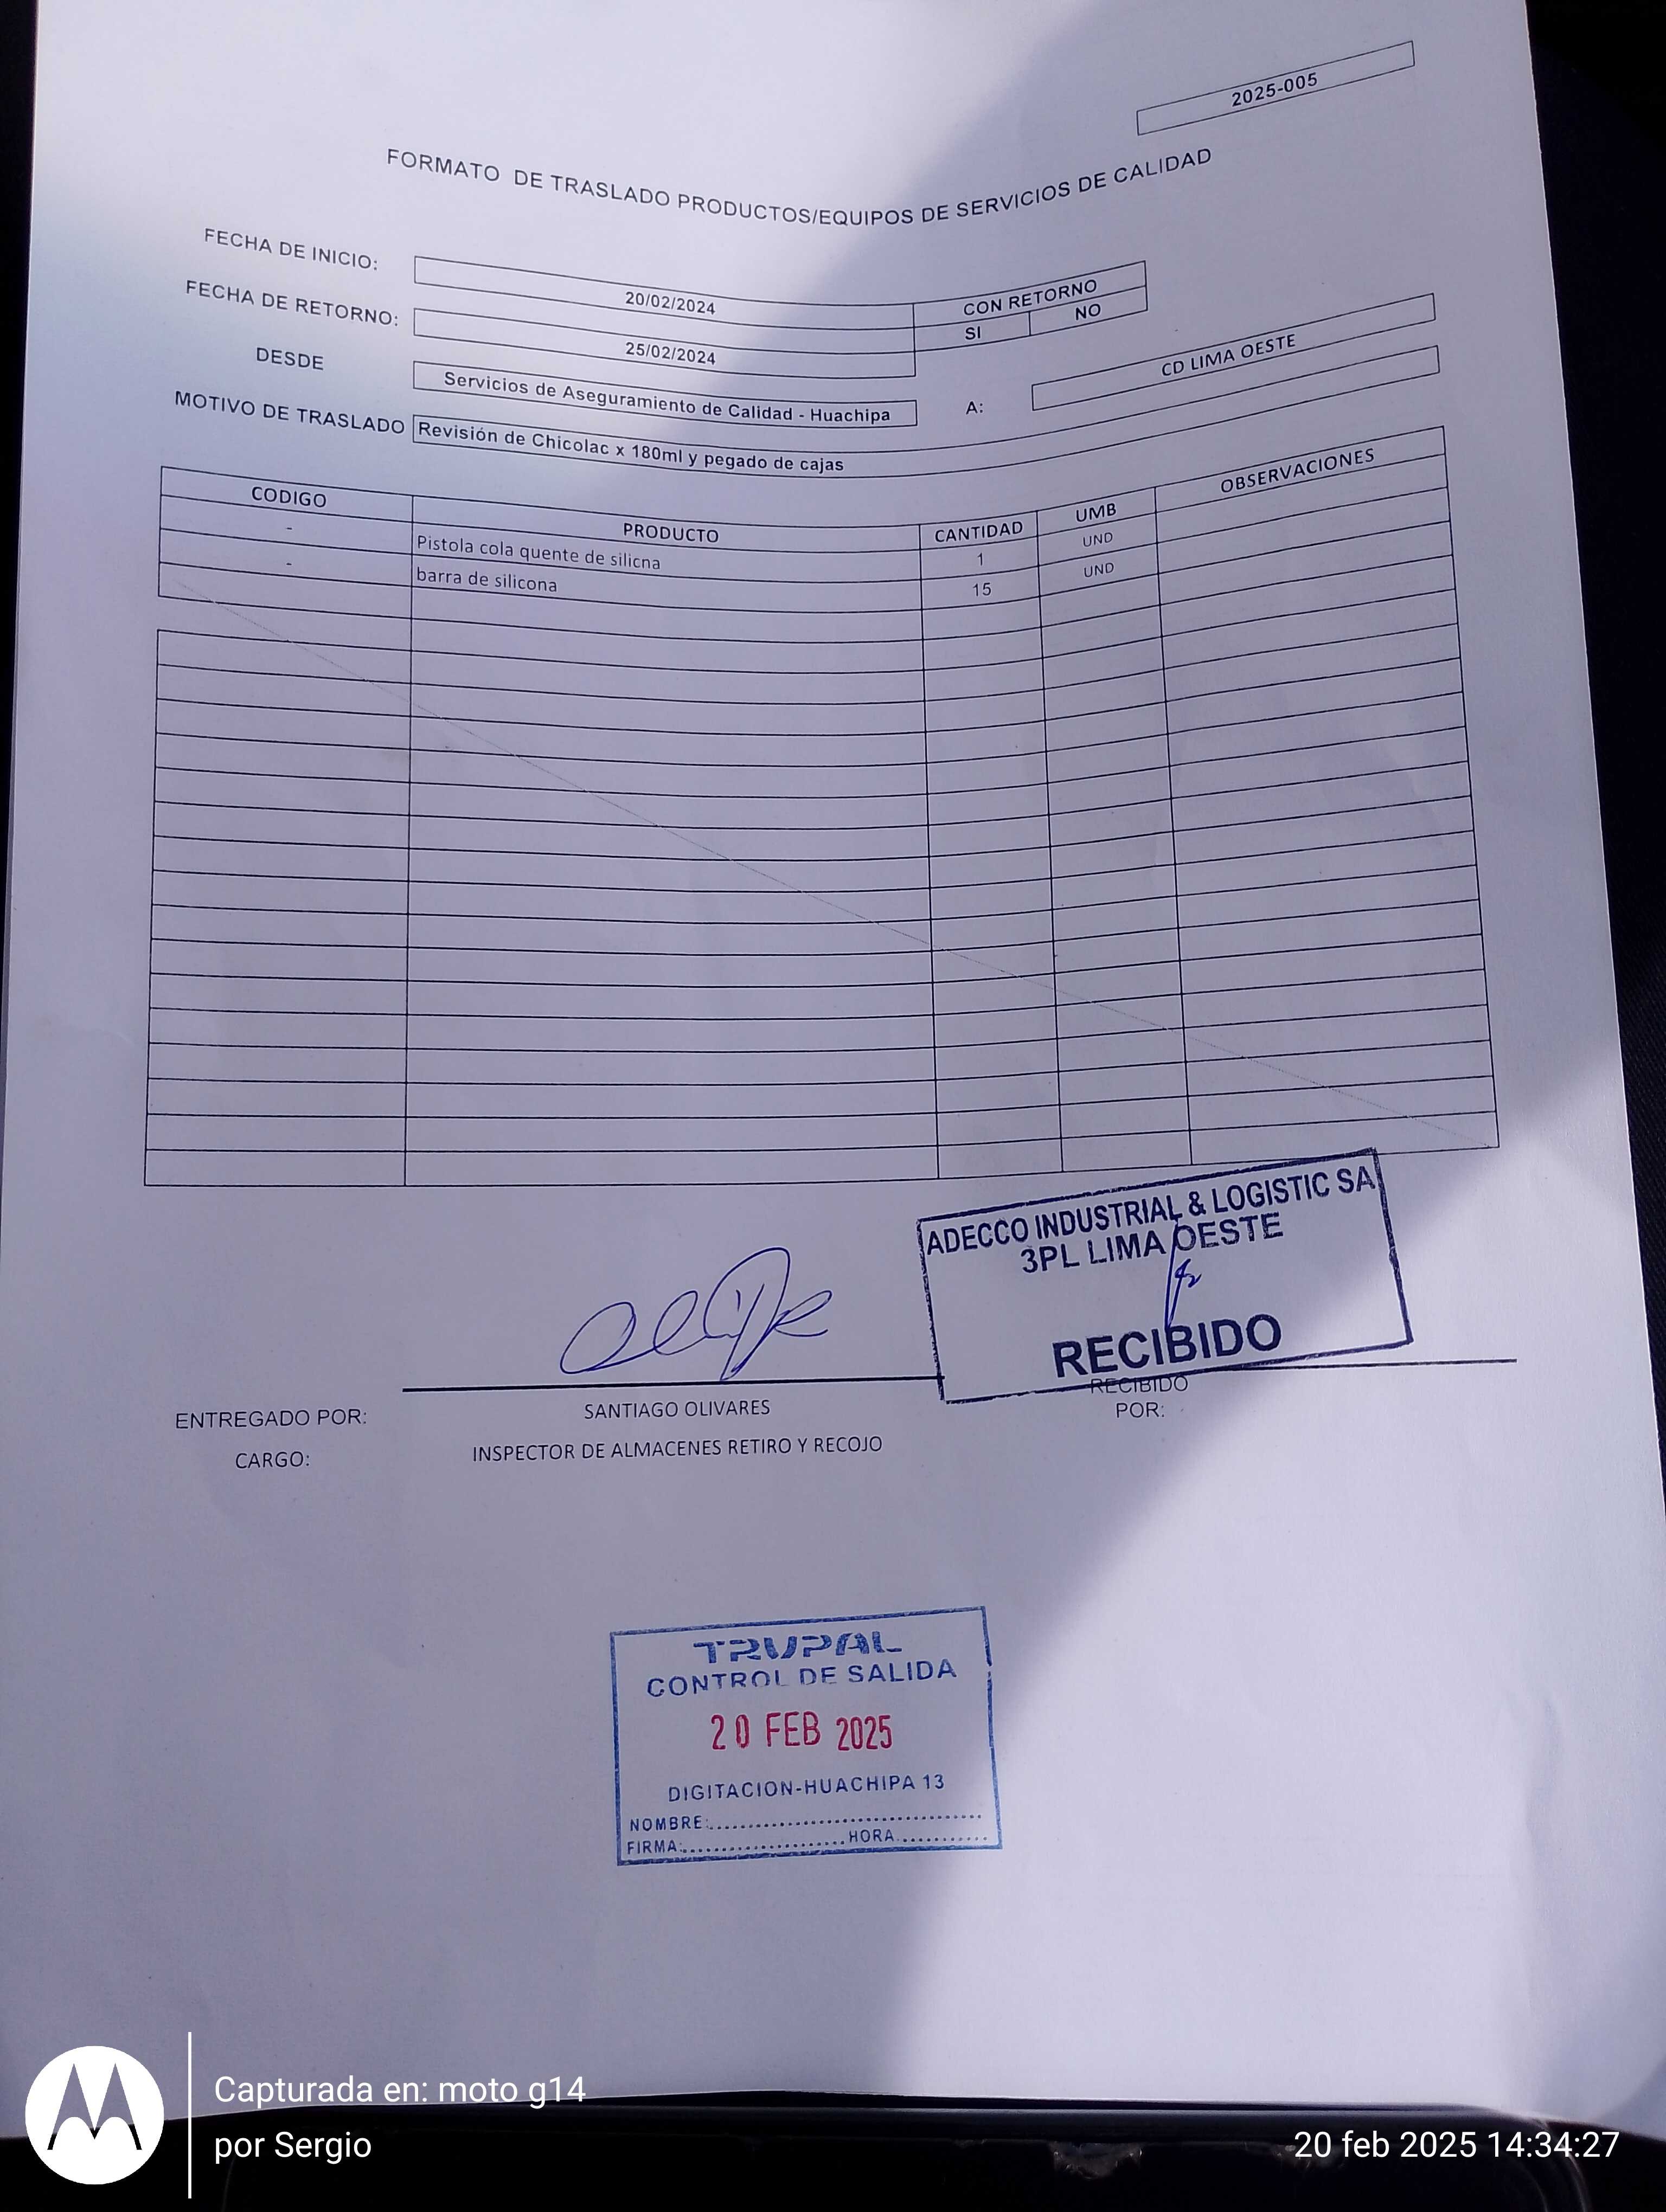 2025-005
FORMATO DE TRASLADO PRODUCTOS/EQUIPOS DE SERVICIOS DE CALIDAD
FECHA DE INICIO: 20/02/2024 CON RETORNO
FECHA DE RETORNO: 25/02/2024 SI NO
DESDE Servicios de Aseguramiento de Calidad - Huachipa A: CD LIMA OESTE
MOTIVO DE TRASLADO Revisión de Chicolac x 180ml y pegado de cajas
CODIGO PRODUCTO CANTIDAD UMB OBSERVACIONES
- Pistola cola quente de silicna 1 UND
- barra de silicona 15 UND
ADECCO INDUSTRIAL & LOGISTIC SA
3PL LIMA OESTE
RECIBIDO
ENTREGADO POR: SANTIAGO OLIVARES RECIBIDO
POR:
CARGO: INSPECTOR DE ALMACENES RETIRO Y RECOJO
TRUPAL
CONTROL DE SALIDA
20 FEB 2025
DIGITACION-HUACHIPA 13
NOMBRE:
FIRMA: HORA
Capturada en: moto g14
por Sergio
20 feb 2025 14:34:27